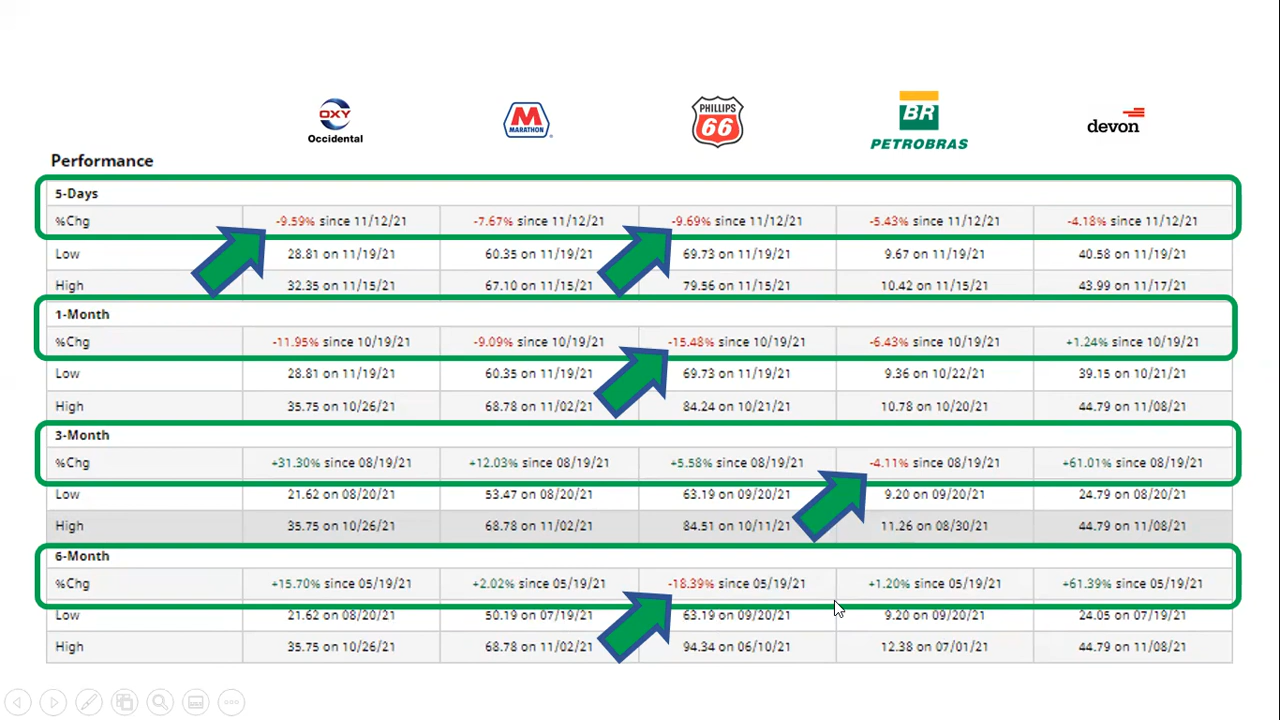 OXY
Occidental
M
MARATHON
PHILLIPS
66
BR
PETROBRAS
devon
Performance
5-Days
%Chg -9.59% since 11/12/21 -7.67% since 11/12/21 -9.69% since 11/12/21 -5.43% since 11/12/21 -4.18% since 11/12/21
Low 28.81 on 11/19/21 60.35 on 11/19/21 69.73 on 11/19/21 9.67 on 11/19/21 40.58 on 11/19/21
High 32.35 on 11/15/21 67.10 on 11/15/21 79.56 on 11/15/21 10.42 on 11/15/21 43.99 on 11/17/21
1-Month
%Chg -11.95% since 10/19/21 -9.09% since 10/19/21 -15.48% since 10/19/21 -6.43% since 10/19/21 +1.24% since 10/19/21
Low 28.81 on 11/19/21 60.35 on 11/19/21 69.73 on 11/19/21 9.36 on 10/22/21 39.15 on 10/21/21
High 35.75 on 10/26/21 68.78 on 11/02/21 84.24 on 10/21/21 10.78 on 10/20/21 44.79 on 11/08/21
3-Month
%Chg +31.30% since 08/19/21 +12.03% since 08/19/21 +5.58% since 08/19/21 -4.11% since 08/19/21 +61.01% since 08/19/21
Low 21.62 on 08/20/21 53.47 on 08/20/21 63.19 on 09/20/21 9.20 on 09/20/21 24.79 on 08/20/21
High 35.75 on 10/26/21 68.78 on 11/02/21 84.51 on 10/11/21 11.26 on 08/30/21 44.79 on 11/08/21
6-Month
%Chg +15.70% since 05/19/21 +2.02% since 05/19/21 -18.39% since 05/19/21 +1.20% since 05/19/21 +61.39% since 05/19/21
Low 21.62 on 08/20/21 50.19 on 07/19/21 63.19 on 09/20/21 9.20 on 09/20/21 24.05 on 07/19/21
High 35.75 on 10/26/21 68.78 on 11/02/21 94.34 on 06/10/21 12.38 on 07/01/21 44.79 on 11/08/21